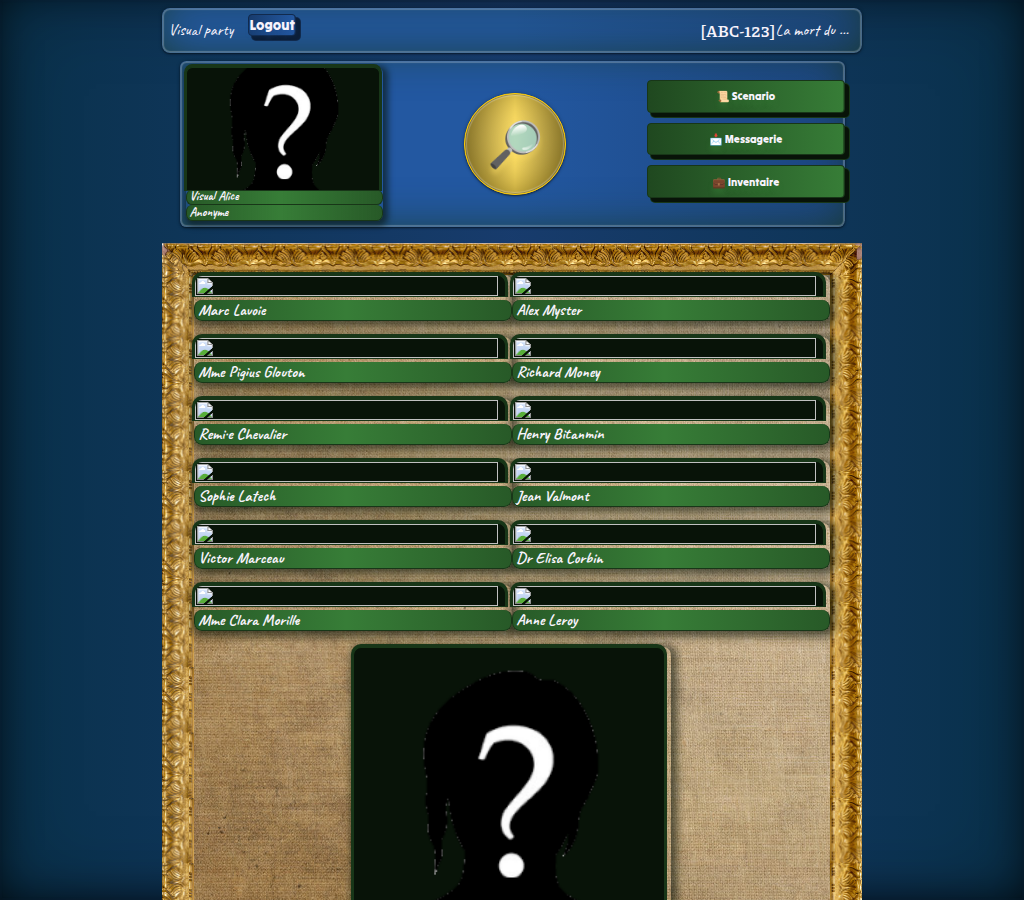 Visual party
Logout
[ABC-123] La mort du ...
?
Visual Alice
Anonyme
Scenario
Messagerie
Inventaire
Marc Lavoie
Alex Myster
Mme Pigius Glouton
Richard Money
Remi·e Chevalier
Henry Bitanmin
Sophie Latech
Jean Valmont
Victor Marceau
Dr Elisa Corbin
Mme Clara Morille
Anne Leroy
?